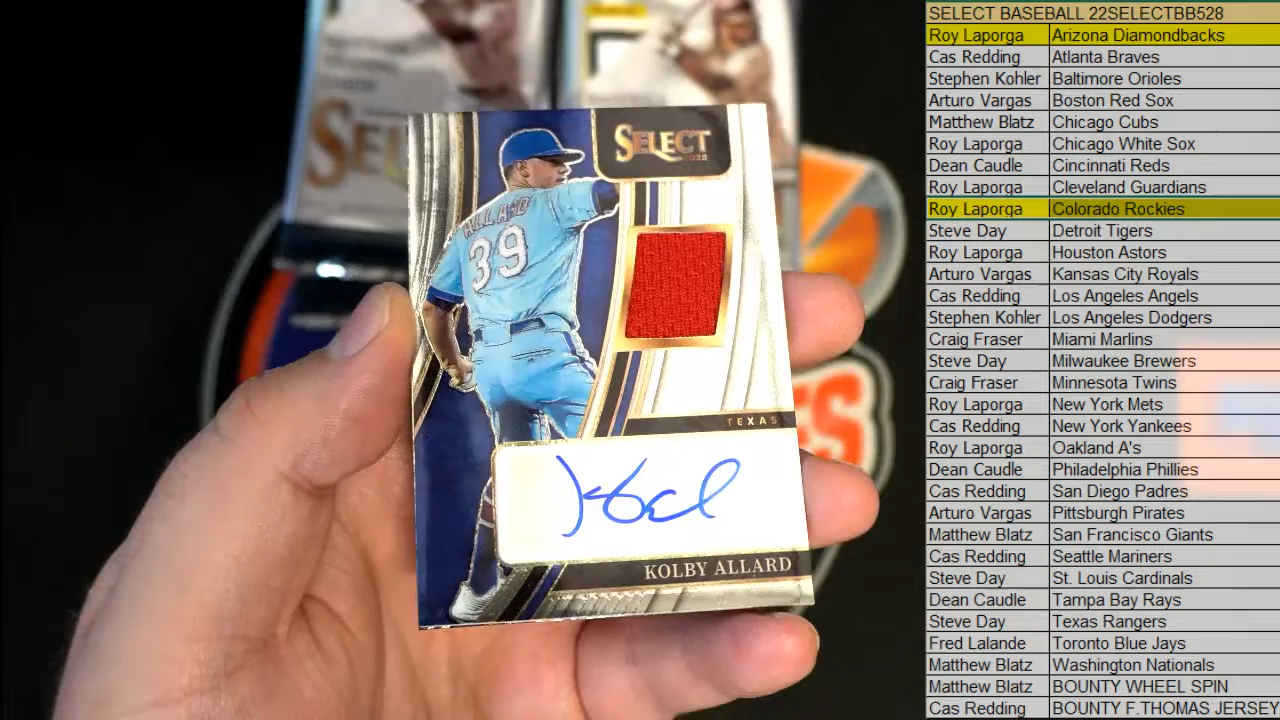 SELECT
2022
ALLARD
39
TEXAS
KOLBY ALLARD
SELECT BASEBALL 22SELECTBB528
Roy Laporga Arizona Diamondbacks
Cas Redding Atlanta Braves
Stephen Kohler Baltimore Orioles
Arturo Vargas Boston Red Sox
Matthew Blatz Chicago Cubs
Roy Laporga Chicago White Sox
Dean Caudle Cincinnati Reds
Roy Laporga Cleveland Guardians
Roy Laporga Colorado Rockies
Steve Day Detroit Tigers
Roy Laporga Houston Astors
Arturo Vargas Kansas City Royals
Cas Redding Los Angeles Angels
Stephen Kohler Los Angeles Dodgers
Craig Fraser Miami Marlins
Steve Day Milwaukee Brewers
Craig Fraser Minnesota Twins
Roy Laporga New York Mets
Cas Redding New York Yankees
Roy Laporga Oakland A's
Dean Caudle Philadelphia Phillies
Cas Redding San Diego Padres
Arturo Vargas Pittsburgh Pirates
Matthew Blatz San Francisco Giants
Cas Redding Seattle Mariners
Steve Day St. Louis Cardinals
Dean Caudle Tampa Bay Rays
Steve Day Texas Rangers
Fred Lalande Toronto Blue Jays
Matthew Blatz Washington Nationals
Matthew Blatz BOUNTY WHEEL SPIN
Cas Redding BOUNTY F.THOMAS JERSEY